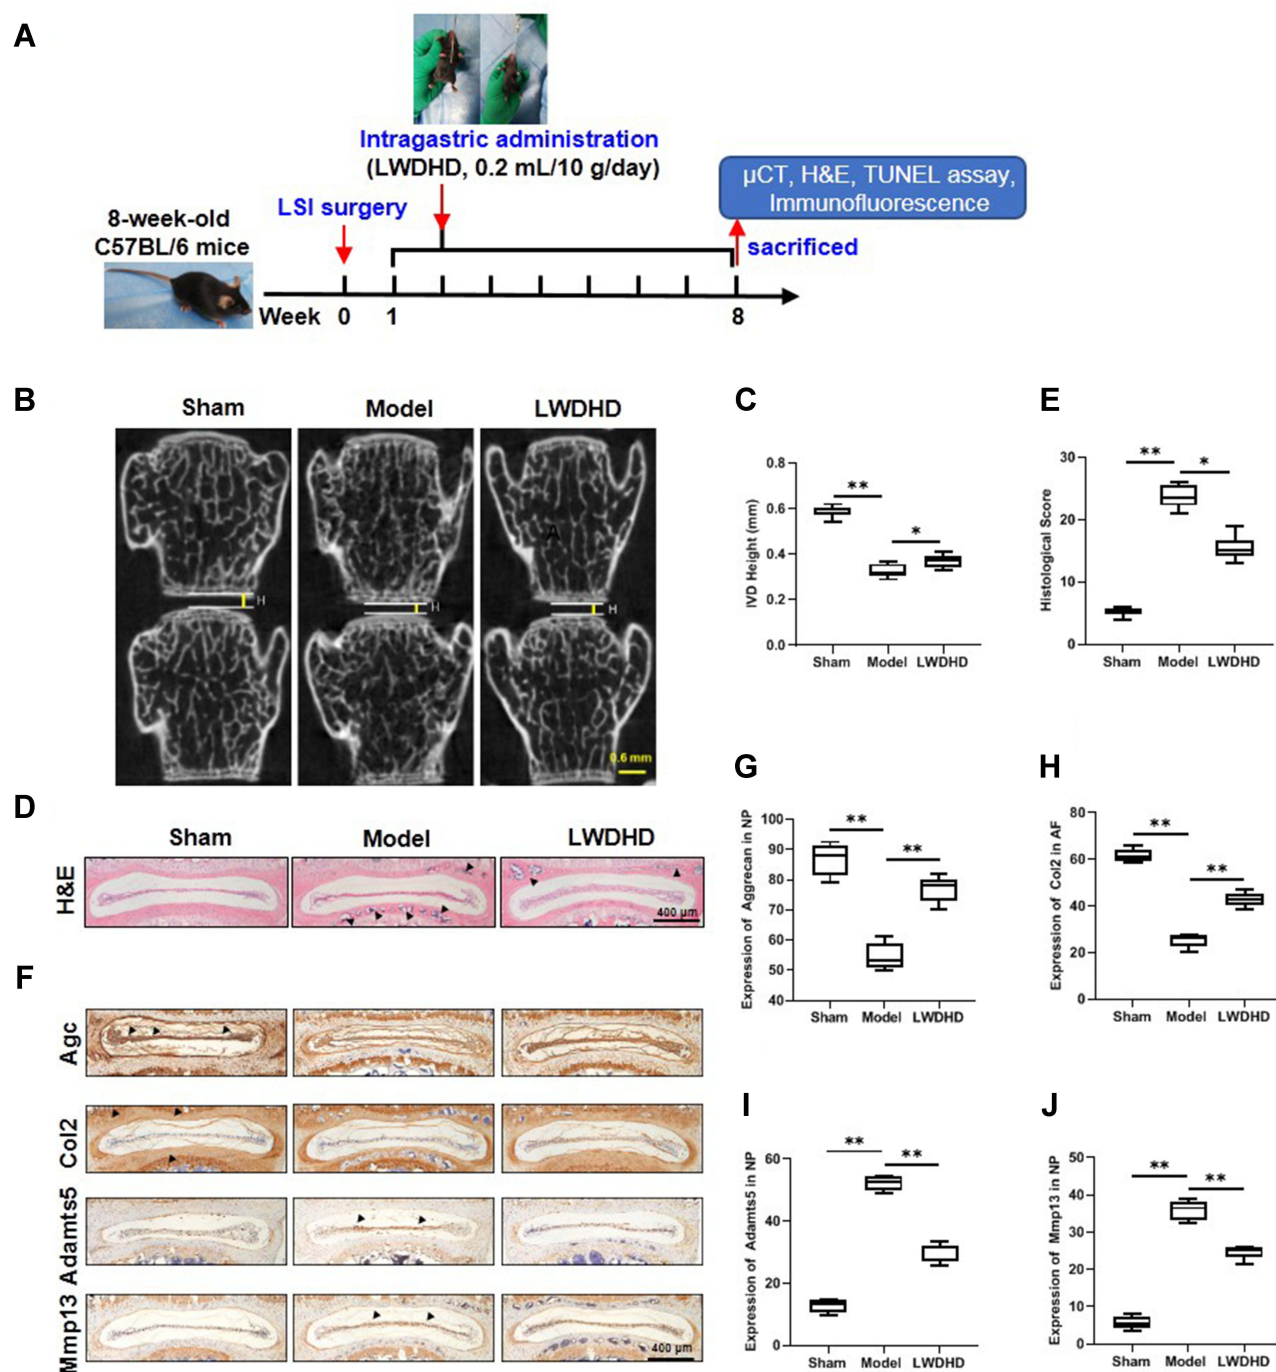 A
Intragastric administration
(LWDHD, 0.2 mL/10 g/day)
µCT, H&E, TUNEL assay,
Immunofluorescence
LSI surgery
8-week-old
C57BL/6 mice
sacrificed
Week 0 1 8
B
Sham Model LWDHD
A
H H H
0.6 mm
C
IVD Height (mm)
0.8
0.6
0.4
0.2
0.0
**
*
Sham Model LWDHD
E
Histological Score
30
20
10
0
**
*
Sham Model LWDHD
D
Sham Model LWDHD
H&E
400 µm
F
Agc
Col2
Adamts5
Mmp13
400 µm
G
Expression of Aggrecan in NP
100
90
80
70
60
50
40
**
**
Sham Model LWDHD
H
Expression of Col2 in AF
80
60
40
20
0
**
**
Sham Model LWDHD
I
Expression of Adamts5 in NP
60
40
20
0
**
**
Sham Model LWDHD
J
Expression of Mmp13 in NP
50
40
30
20
10
0
**
**
Sham Model LWDHD